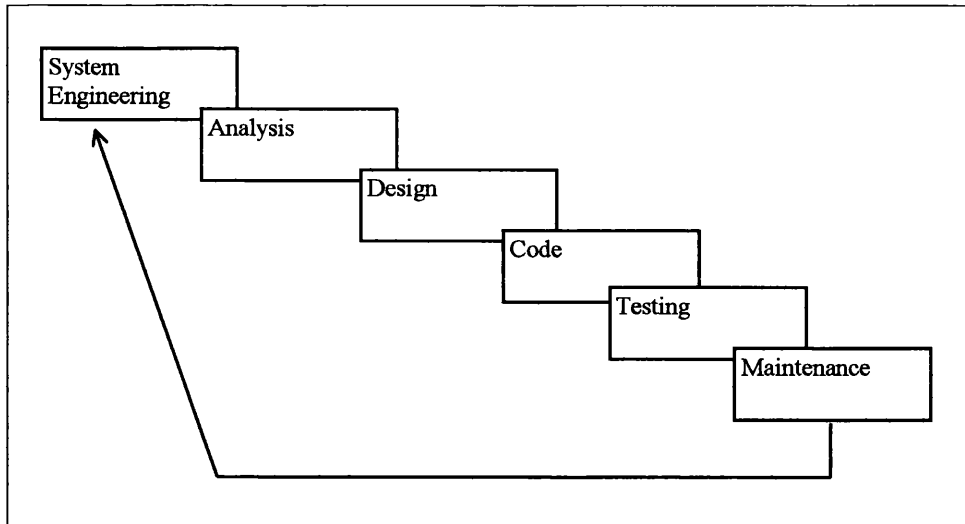 System
Engineering
Analysis
Design
Code
Testing
Maintenance